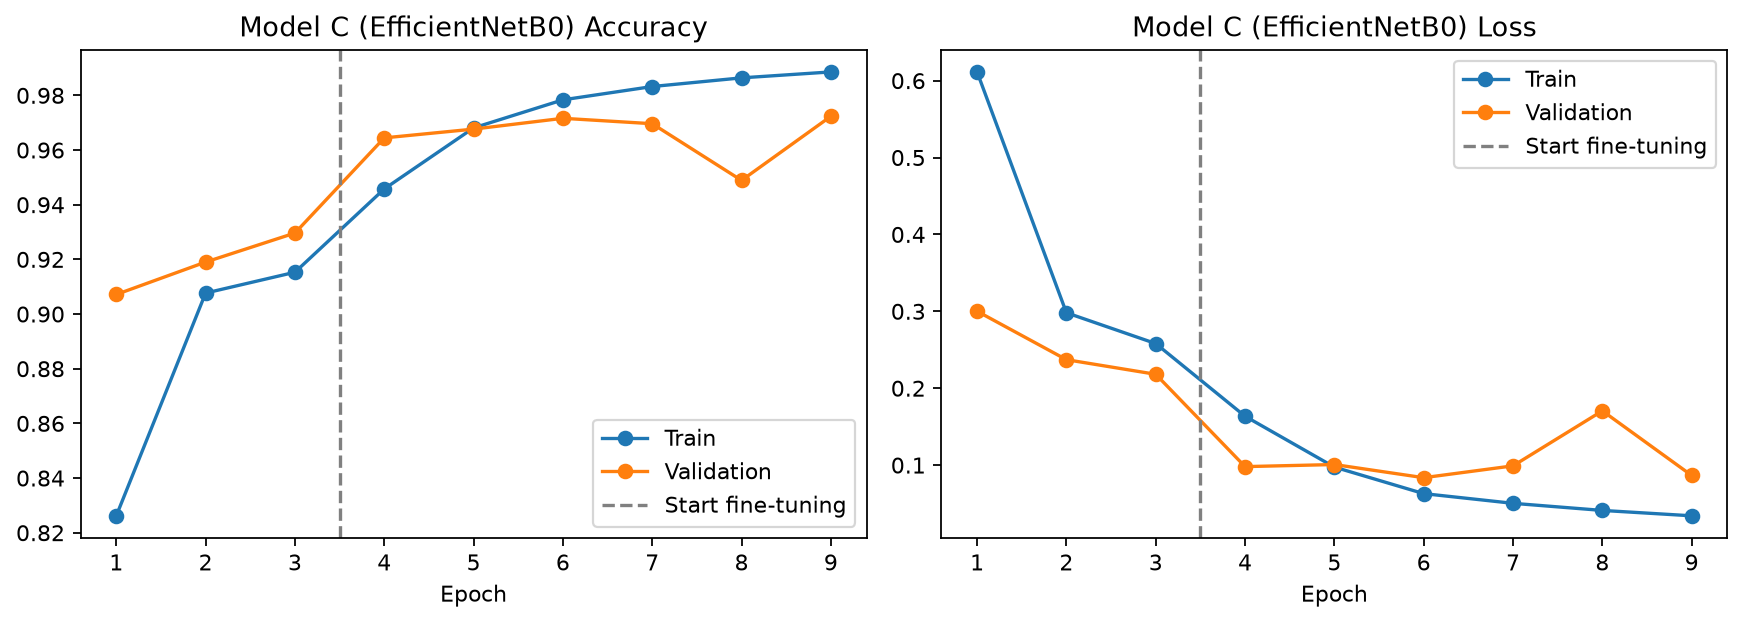 Model C (EfficientNetB0) Accuracy
0.98
0.96
0.94
0.92
0.90
0.88
0.86
0.84
0.82
Train
Validation
Start fine-tuning
1 2 3 4 5 6 7 8 9
Epoch
Model C (EfficientNetB0) Loss
0.6
0.5
0.4
0.3
0.2
0.1
Train
Validation
Start fine-tuning
1 2 3 4 5 6 7 8 9
Epoch